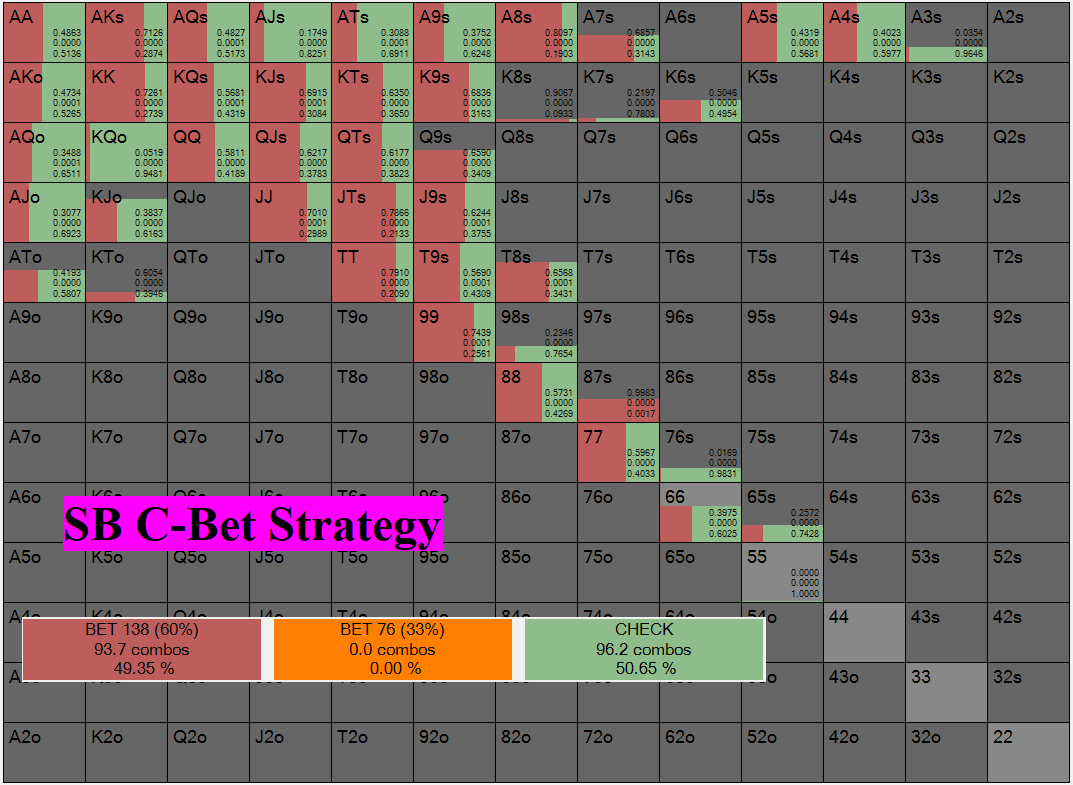 AA AKs AQs AJs ATs A9s A8s A7s A6s A5s A4s A3s A2s
0.4863 0.7126 0.4827 0.1749 0.3088 0.3752 0.8097 0.6857 0.4319 0.4023 0.0354
0.0000 0.0000 0.0001 0.0000 0.0001 0.0000 0.0000 0.0000 0.0000 0.0000 0.0000
0.5136 0.2874 0.5173 0.8251 0.6911 0.6248 0.1903 0.3143 0.5681 0.5977 0.9646
AKo KK KQs KJs KTs K9s K8s K7s K6s K5s K4s K3s K2s
0.4734 0.7261 0.5681 0.6915 0.6350 0.6836 0.9067 0.2197 0.5046
0.0001 0.0000 0.0001 0.0001 0.0000 0.0000 0.0000 0.0000 0.0000
0.5265 0.2739 0.4319 0.3084 0.3650 0.3163 0.0933 0.7803 0.4954
AQo KQo QQ QJs QTs Q9s Q8s Q7s Q6s Q5s Q4s Q3s Q2s
0.3488 0.0519 0.5811 0.6217 0.6177 0.6590
0.0001 0.0000 0.0000 0.0000 0.0000 0.0000
0.6511 0.9481 0.4189 0.3783 0.3823 0.3409
AJo KJo QJo JJ JTs J9s J8s J7s J6s J5s J4s J3s J2s
0.3077 0.3837 0.7010 0.7866 0.6244
0.0000 0.0000 0.0001 0.0000 0.0001
0.6923 0.6163 0.2989 0.2133 0.3755
ATo KTo QTo JTo TT T9s T8s T7s T6s T5s T4s T3s T2s
0.4193 0.6054 0.7910 0.5690 0.6568
0.0000 0.0000 0.0000 0.0001 0.0001
0.5807 0.3946 0.2090 0.4309 0.3431
A9o K9o Q9o J9o T9o 99 98s 97s 96s 95s 94s 93s 92s
0.7439 0.2346
0.0001 0.0000
0.2561 0.7654
A8o K8o Q8o J8o T8o 98o 88 87s 86s 85s 84s 83s 82s
0.5731 0.9983
0.0000 0.0000
0.4269 0.0017
A7o K7o Q7o J7o T7o 97o 87o 77 76s 75s 74s 73s 72s
0.5967 0.0169
0.0000 0.0000
0.4033 0.9831
A6o K6o Q6o J6o T6o 96o 86o 76o 66 65s 64s 63s 62s
0.3975 0.2572
0.0000 0.0000
0.6025 0.7428
SB C-Bet Strategy
A5o K5o Q5o J5o T5o 95o 85o 75o 65o 55 54s 53s 52s
0.0000
0.0000
1.0000
A4o K4o Q4o J4o T4o 94o 84o 74o 64o 54o 44 43s 42s
BET 138 (60%) BET 76 (33%) CHECK
93.7 combos 0.0 combos 96.2 combos
49.35 % 0.00 % 50.65 %
43o 33 32s
A2o K2o Q2o J2o T2o 92o 82o 72o 62o 52o 42o 32o 22